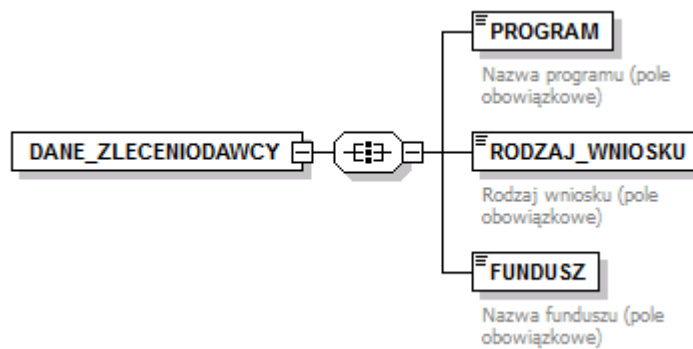 PROGRAM
Nazwa programu (pole
obowiązkowe)
DANE_ZLECENIODAWCY
RODZAJ_WNIOSKU
Rodzaj wniosku (pole
obowiązkowe)
FUNDUSZ
Nazwa funduszu (pole
obowiązkowe)